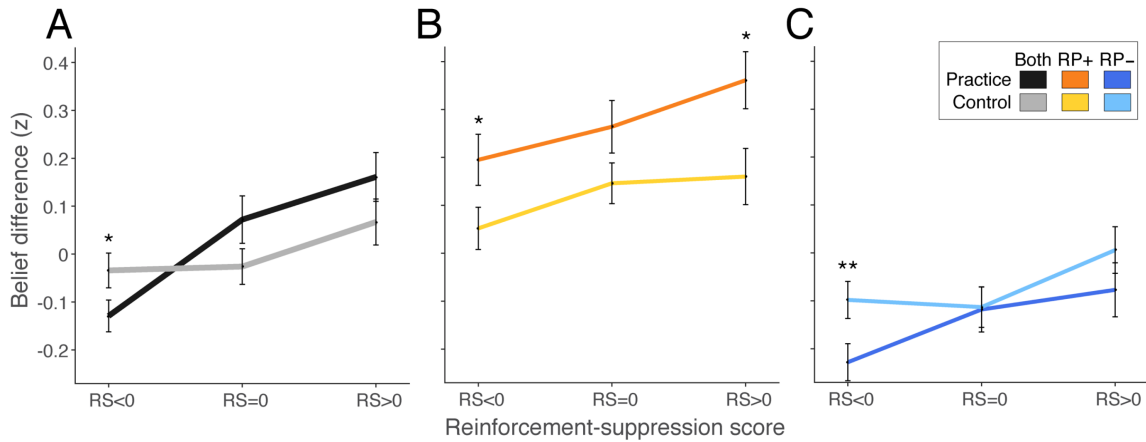 A
B
C
Both RP+ RP−
Practice
Control
Belief difference (z)
0.4
0.3
0.2
0.1
0
-0.1
-0.2
*
*
*
**
RS<0 RS=0 RS>0
RS<0 RS=0 RS>0
RS<0 RS=0 RS>0
Reinforcement-suppression score